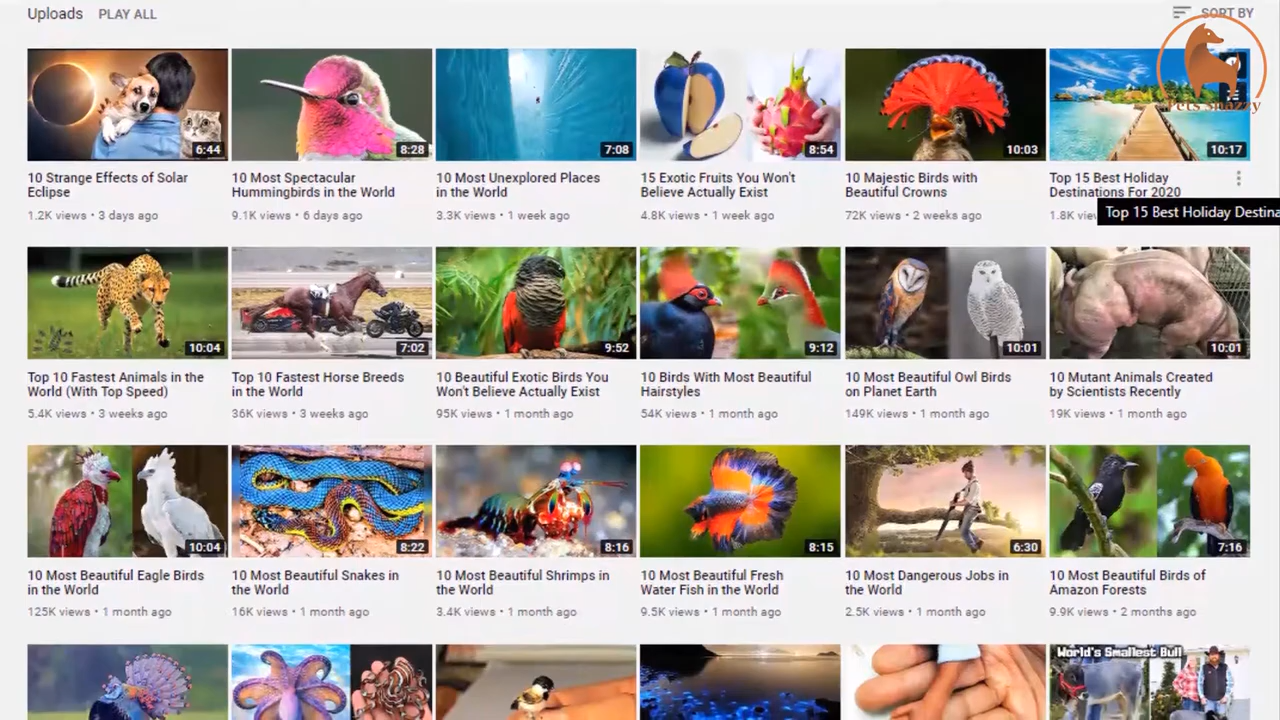 Uploads PLAY ALL
SORT BY
Pets Snazzy
6:44
8:28
7:08
8:54
10:03
10:17
10 Strange Effects of Solar
Eclipse
1.2K views • 3 days ago
10 Most Spectacular
Hummingbirds in the World
9.1K views • 6 days ago
10 Most Unexplored Places
in the World
3.3K views • 1 week ago
15 Exotic Fruits You Won't
Believe Actually Exist
4.8K views • 1 week ago
10 Majestic Birds with
Beautiful Crowns
72K views • 2 weeks ago
Top 15 Best Holiday
Destinations For 2020
1.8K
Top 15 Best Holiday Destina
10:04
7:02
9:52
9:12
10:01
10:01
Top 10 Fastest Animals in the
World (With Top Speed)
5.4K views • 3 weeks ago
Top 10 Fastest Horse Breeds
in the World
36K views • 3 weeks ago
10 Beautiful Exotic Birds You
Won't Believe Actually Exist
95K views • 1 month ago
10 Birds With Most Beautiful
Hairstyles
54K views • 1 month ago
10 Most Beautiful Owl Birds
on Planet Earth
149K views • 1 month ago
10 Mutant Animals Created
by Scientists Recently
19K views • 1 month ago
10:04
8:22
8:16
8:15
6:30
7:16
10 Most Beautiful Eagle Birds
in the World
125K views • 1 month ago
10 Most Beautiful Snakes in
the World
16K views • 1 month ago
10 Most Beautiful Shrimps in
the World
3.4K views • 1 month ago
10 Most Beautiful Fresh
Water Fish in the World
9.5K views • 1 month ago
10 Most Dangerous Jobs in
the World
2.5K views • 1 month ago
10 Most Beautiful Birds of
Amazon Forests
9.9K views • 2 months ago
World's Smallest Bull